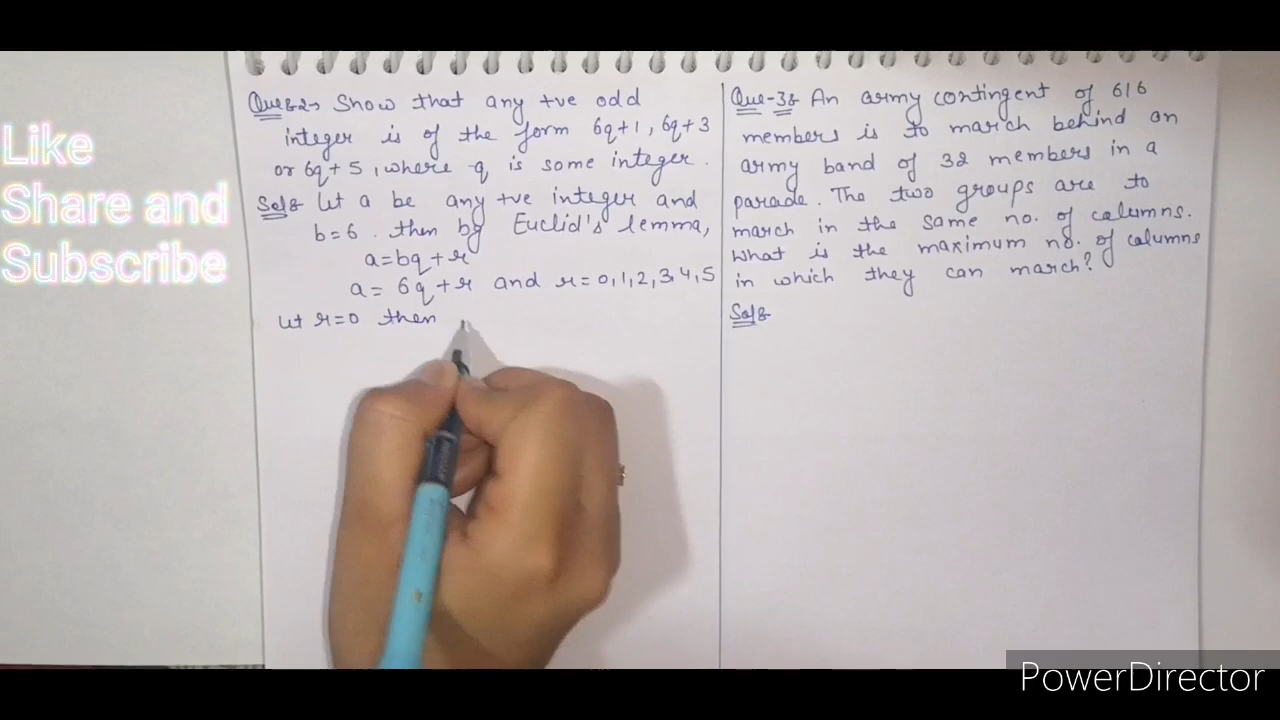 Like
Share and
Subscribe
Que 2→ Show that any +ve odd
integer is of the form 6q+1, 6q+3
or 6q+5, where q is some integer.
Sol: Let a be any +ve integer and
b=6. then by Euclid's lemma,
a=bq+r
a= 6q+r and r=0,1,2,3,4,5
let r=0 then
Que-3: An army contingent of 616
members is to march behind an
army band of 32 members in a
parade. The two groups are to
march in the same no. of columns.
What is the maximum no. of columns
in which they can march?
Sol:
PowerDirector